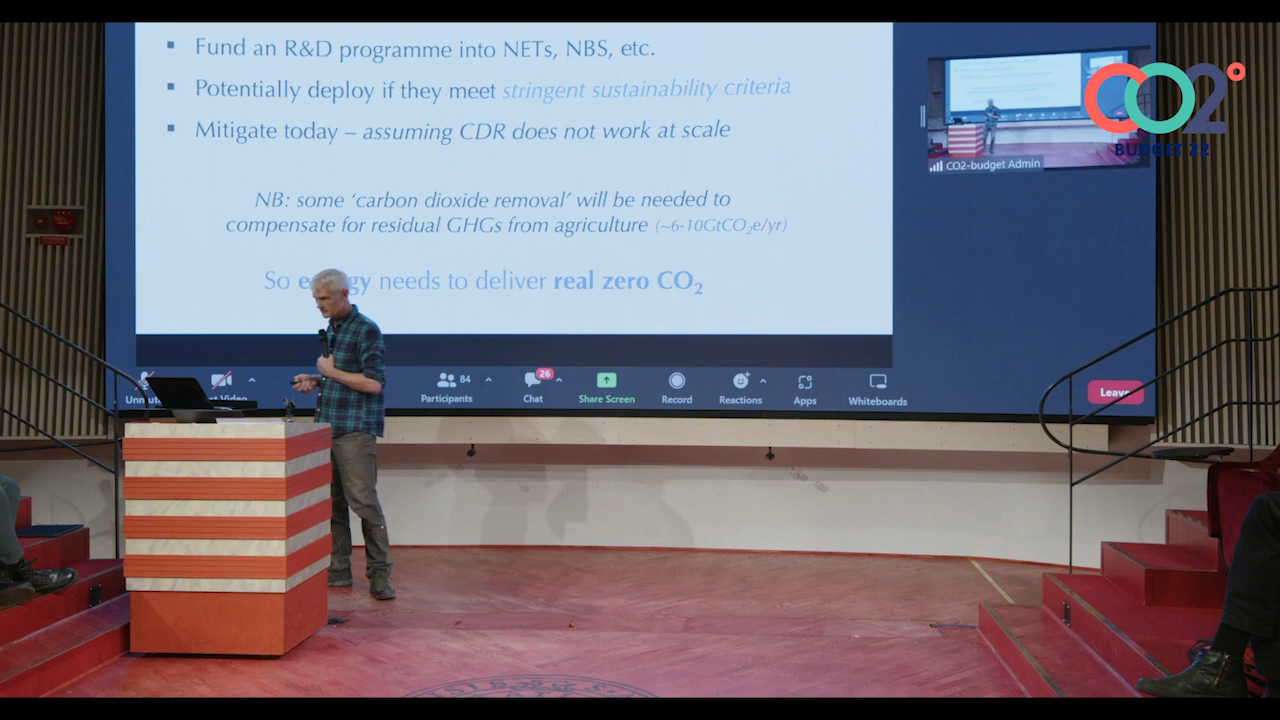 ▪ Fund an R&D programme into NETs, NBS, etc.
▪ Potentially deploy if they meet stringent sustainability criteria
▪ Mitigate today – assuming CDR does not work at scale
NB: some ‘carbon dioxide removal’ will be needed to
compensate for residual GHGs from agriculture (~6-10GtCO₂e/yr)
So needs to deliver real zero CO₂
CO2°
BUDGET 22
CO2-budget Admin
84
26
Participants
Chat
Share Screen
Record
Reactions
Apps
Whiteboards
Leave
Video